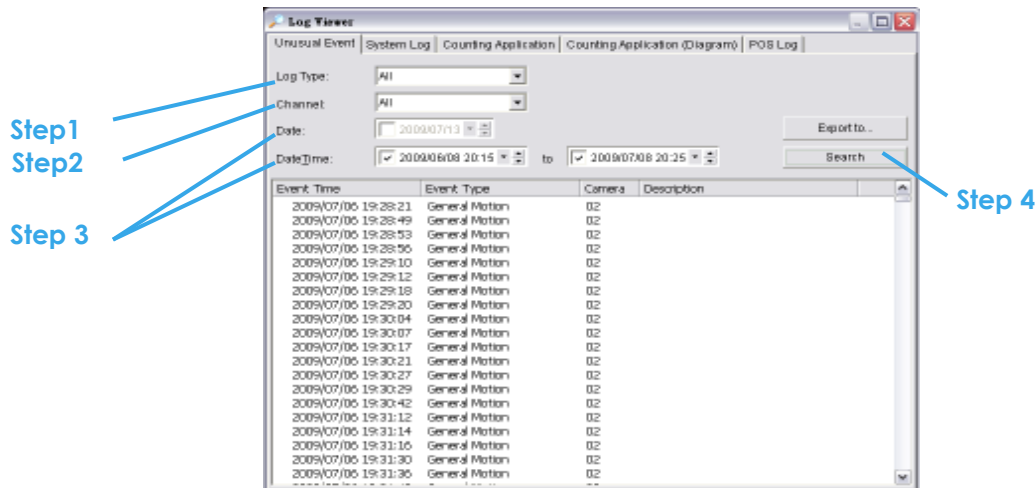 Log Viewer
Unusual Event System Log Counting Application Counting Application (Diagram) POS Log
Log Type: All
Channel: All
Step1
Date: 2009/07/13 Export to...
Step2
DateTime: 2009/06/08 20:15 to 2009/07/08 20:25 Search
Event Time Event Type Camera Description
Step 4
2009/07/06 19:28:21 General Motion 02
2009/07/06 19:28:49 General Motion 02
Step 3
2009/07/06 19:28:53 General Motion 02
2009/07/06 19:28:56 General Motion 02
2009/07/06 19:29:10 General Motion 02
2009/07/06 19:29:12 General Motion 02
2009/07/06 19:29:18 General Motion 02
2009/07/06 19:29:20 General Motion 02
2009/07/06 19:30:04 General Motion 02
2009/07/06 19:30:07 General Motion 02
2009/07/06 19:30:17 General Motion 02
2009/07/06 19:30:21 General Motion 02
2009/07/06 19:30:27 General Motion 02
2009/07/06 19:30:29 General Motion 02
2009/07/06 19:30:42 General Motion 02
2009/07/06 19:31:12 General Motion 02
2009/07/06 19:31:14 General Motion 02
2009/07/06 19:31:16 General Motion 02
2009/07/06 19:31:30 General Motion 02
2009/07/06 19:31:36 General Motion 02